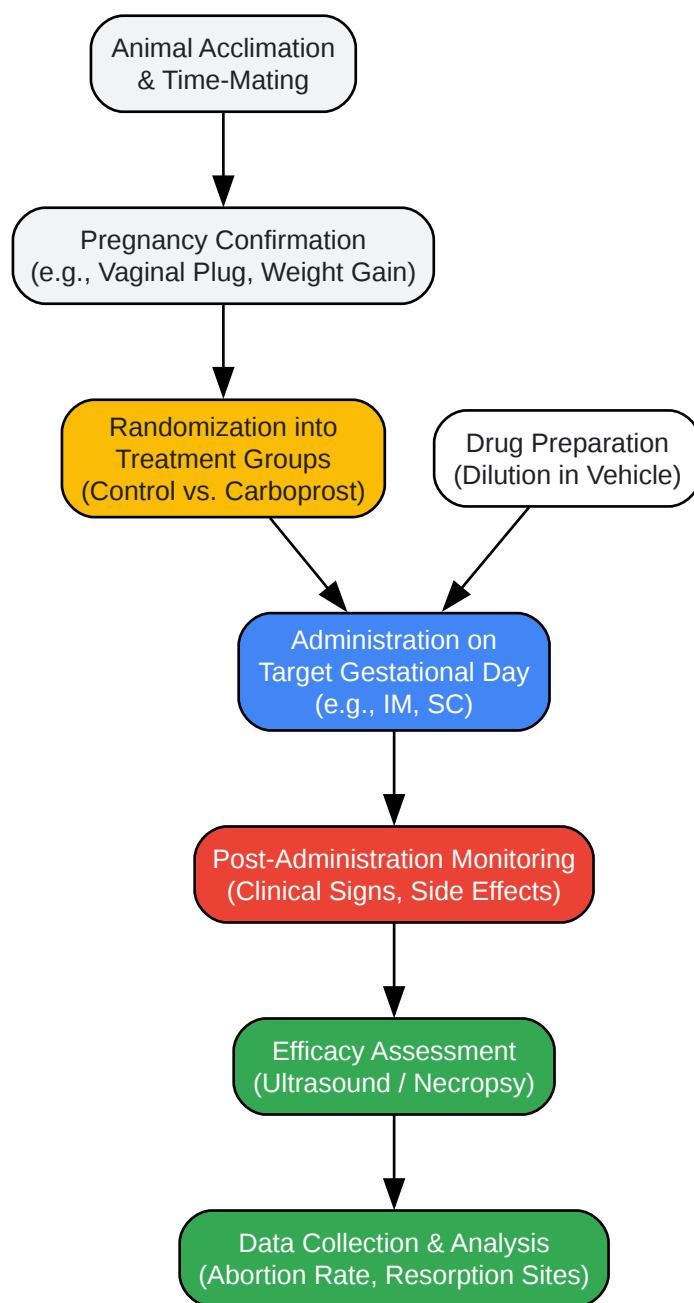 Animal Acclimation
& Time-Mating
Pregnancy Confirmation
(e.g., Vaginal Plug, Weight Gain)
Randomization into
Treatment Groups
(Control vs. Carboprost)
Drug Preparation
(Dilution in Vehicle)
Administration on
Target Gestational Day
(e.g., IM, SC)
Post-Administration Monitoring
(Clinical Signs, Side Effects)
Efficacy Assessment
(Ultrasound / Necropsy)
Data Collection & Analysis
(Abortion Rate, Resorption Sites)